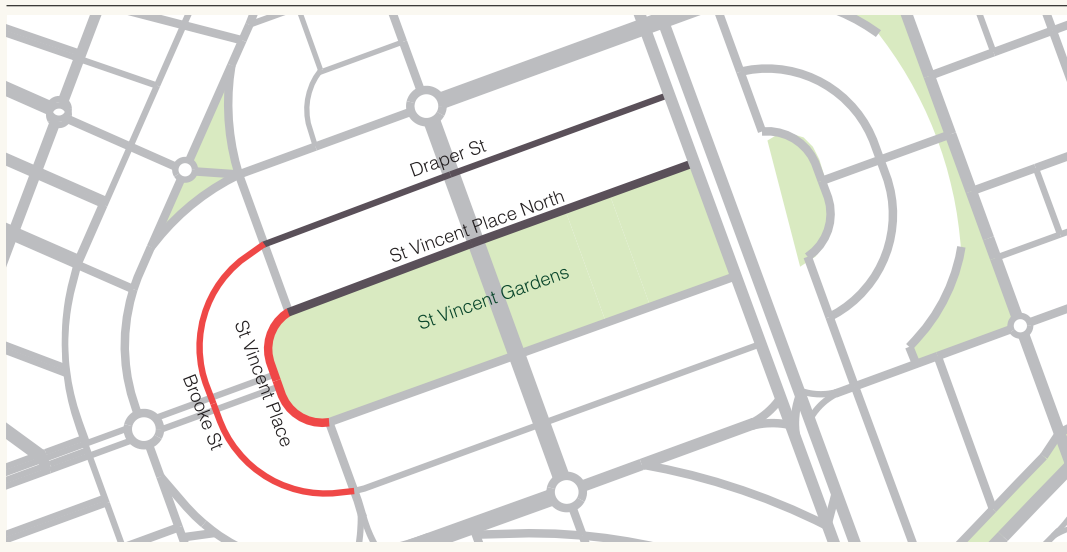 Draper St
St Vincent Place North
St Vincent Gardens
St Vincent Place
Brooke St